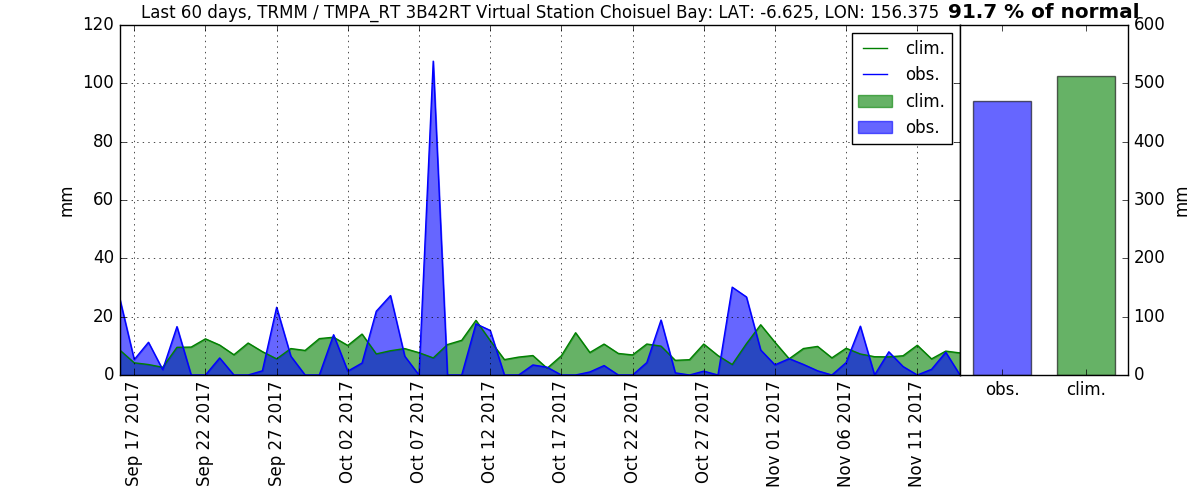 Last 60 days, TRMM / TMPA_RT 3B42RT Virtual Station Choisuel Bay: LAT: -6.625, LON: 156.375 91.7 % of normal
120
100
80
60
40
20
0
mm
clim.
obs.
clim.
obs.
600
500
400
300
200
100
0
mm
obs.
clim.
Sep 17 2017
Sep 22 2017
Sep 27 2017
Oct 02 2017
Oct 07 2017
Oct 12 2017
Oct 17 2017
Oct 22 2017
Oct 27 2017
Nov 01 2017
Nov 06 2017
Nov 11 2017